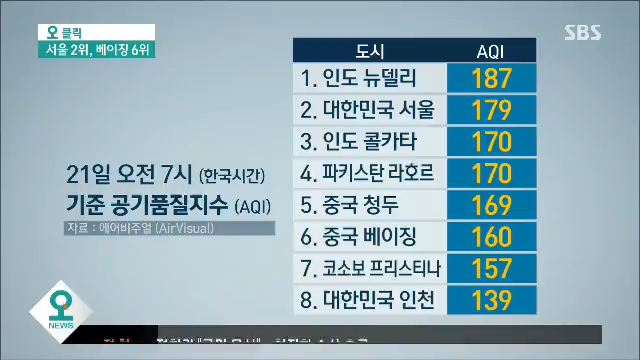 오 클릭
서울 2위, 베이징 6위
SBS
도시 AQI
1. 인도 뉴델리 187
2. 대한민국 서울 179
3. 인도 콜카타 170
4. 파키스탄 라호르 170
5. 중국 청두 169
6. 중국 베이징 160
7. 코소보 프리스티나 157
8. 대한민국 인천 139
21일 오전 7시 (한국시간)
기준 공기품질지수 (AQI)
자료 : 에어비주얼 (AirVisual)
오
NEWS